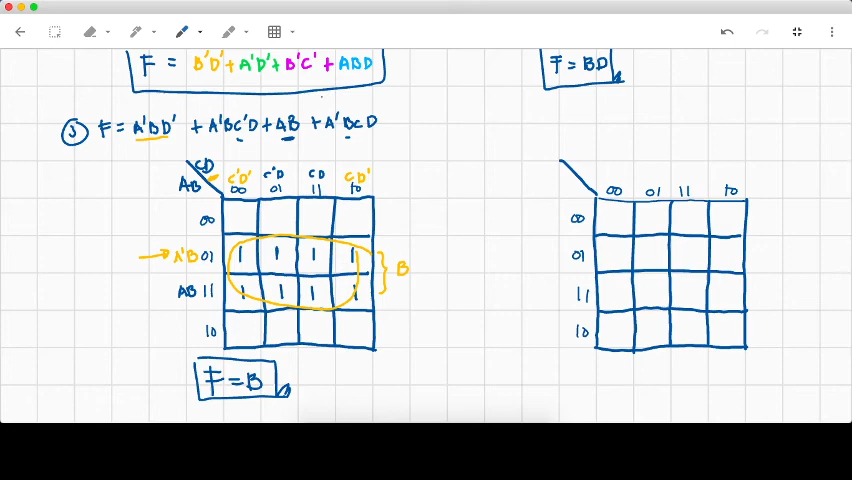 F = B'D' + A'D' + B'C' + ABD
F = BD
③ F = A'BD' + A'BC'D + AB + A'BCD
CD
AB
C'D' C'D CD CD'
00 01 11 10
00
A'B 01 1 1 1 1
B
AB 11 1 1 1 1
10
F = B
00 01 11 10
00
01
11
10